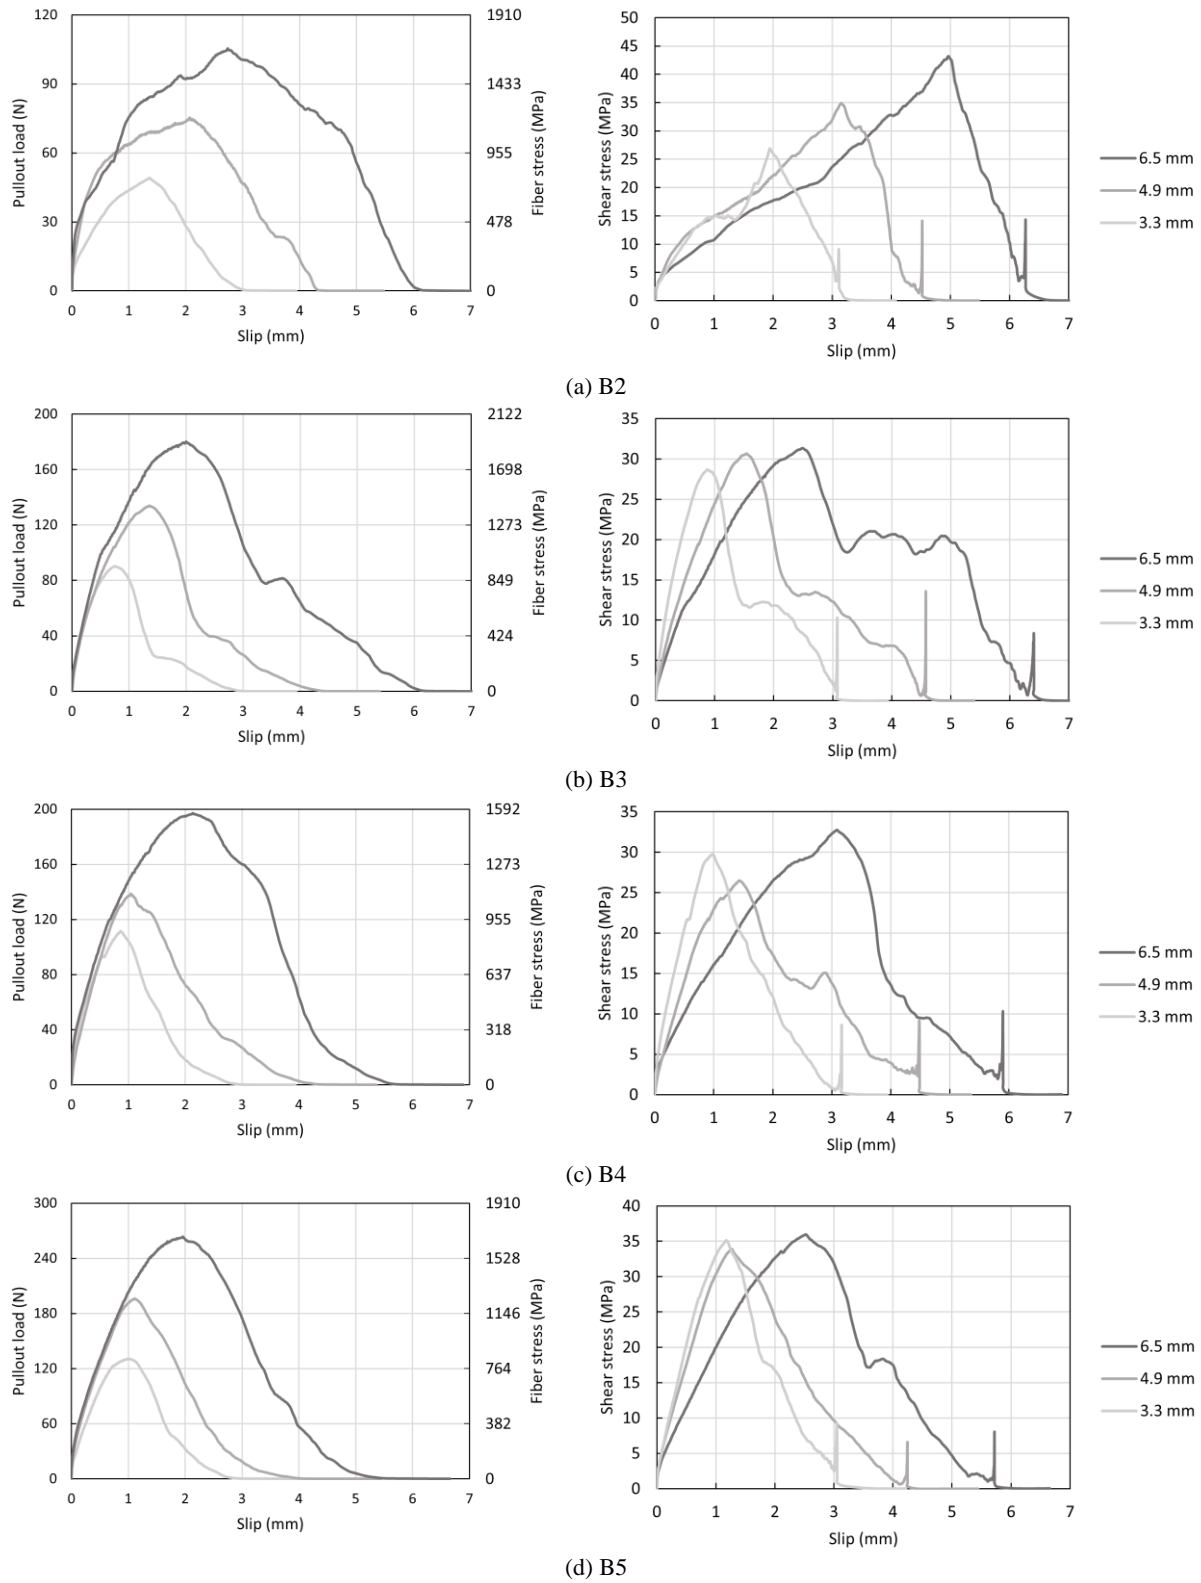 120
90
60
30
0
Pullout load (N)
1910
1433
955
478
0
Fiber stress (MPa)
0 1 2 3 4 5 6 7
Slip (mm)
50
45
40
35
30
25
20
15
10
5
0
Shear stress (MPa)
0 1 2 3 4 5 6 7
Slip (mm)
6.5 mm
4.9 mm
3.3 mm
(a) B2
200
160
120
80
40
0
Pullout load (N)
2122
1698
1273
849
424
0
Fiber stress (MPa)
0 1 2 3 4 5 6 7
Slip (mm)
35
30
25
20
15
10
5
0
Shear stress (MPa)
0 1 2 3 4 5 6 7
Slip (mm)
6.5 mm
4.9 mm
3.3 mm
(b) B3
200
160
120
80
40
0
Pullout load (N)
1592
1273
955
637
318
0
Fiber stress (MPa)
0 1 2 3 4 5 6 7
Slip (mm)
35
30
25
20
15
10
5
0
Shear stress (MPa)
0 1 2 3 4 5 6 7
Slip (mm)
6.5 mm
4.9 mm
3.3 mm
(c) B4
300
240
180
120
60
0
Pullout load (N)
1910
1528
1146
764
382
0
Fiber stress (MPa)
0 1 2 3 4 5 6 7
Slip (mm)
40
35
30
25
20
15
10
5
0
Shear stress (MPa)
0 1 2 3 4 5 6 7
Slip (mm)
6.5 mm
4.9 mm
3.3 mm
(d) B5